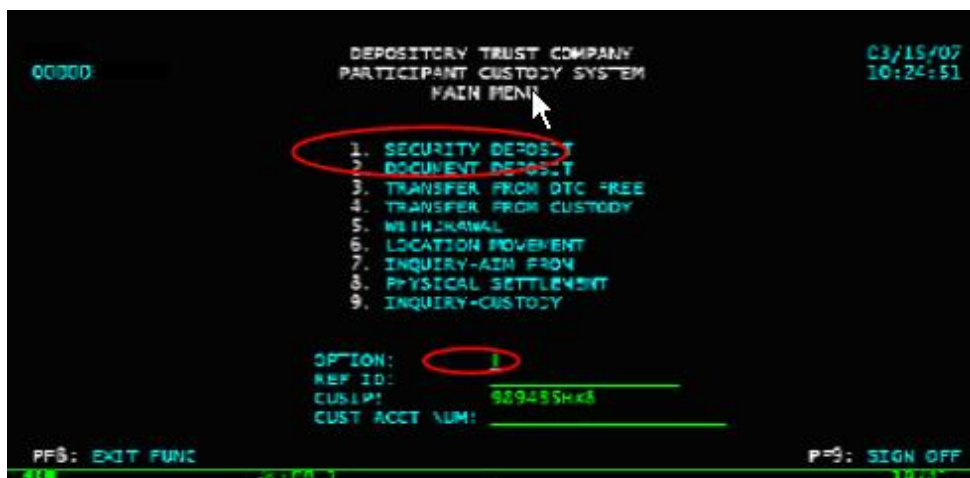 DEPOSITORY TRUST COMPANY 03/15/07
00000 PARTICIPANT CUSTODY SYSTEM 10:24:51
MAIN MENU
1. SECURITY DEPOSIT
2. DOCUMENT DEPOSIT
3. TRANSFER FROM DTC FREE
4. TRANSFER FROM CUSTODY
5. WITHDRAWAL
6. LOCATION MOVEMENT
7. INQUIRY-AIM FROM
8. PHYSICAL SETTLEMENT
9. INQUIRY-CUSTODY
OPTION: 1
REF ID:
CUSIP:
CUST ACCT NUM:
PF8: EXIT FUNC PF9: SIGN OFF